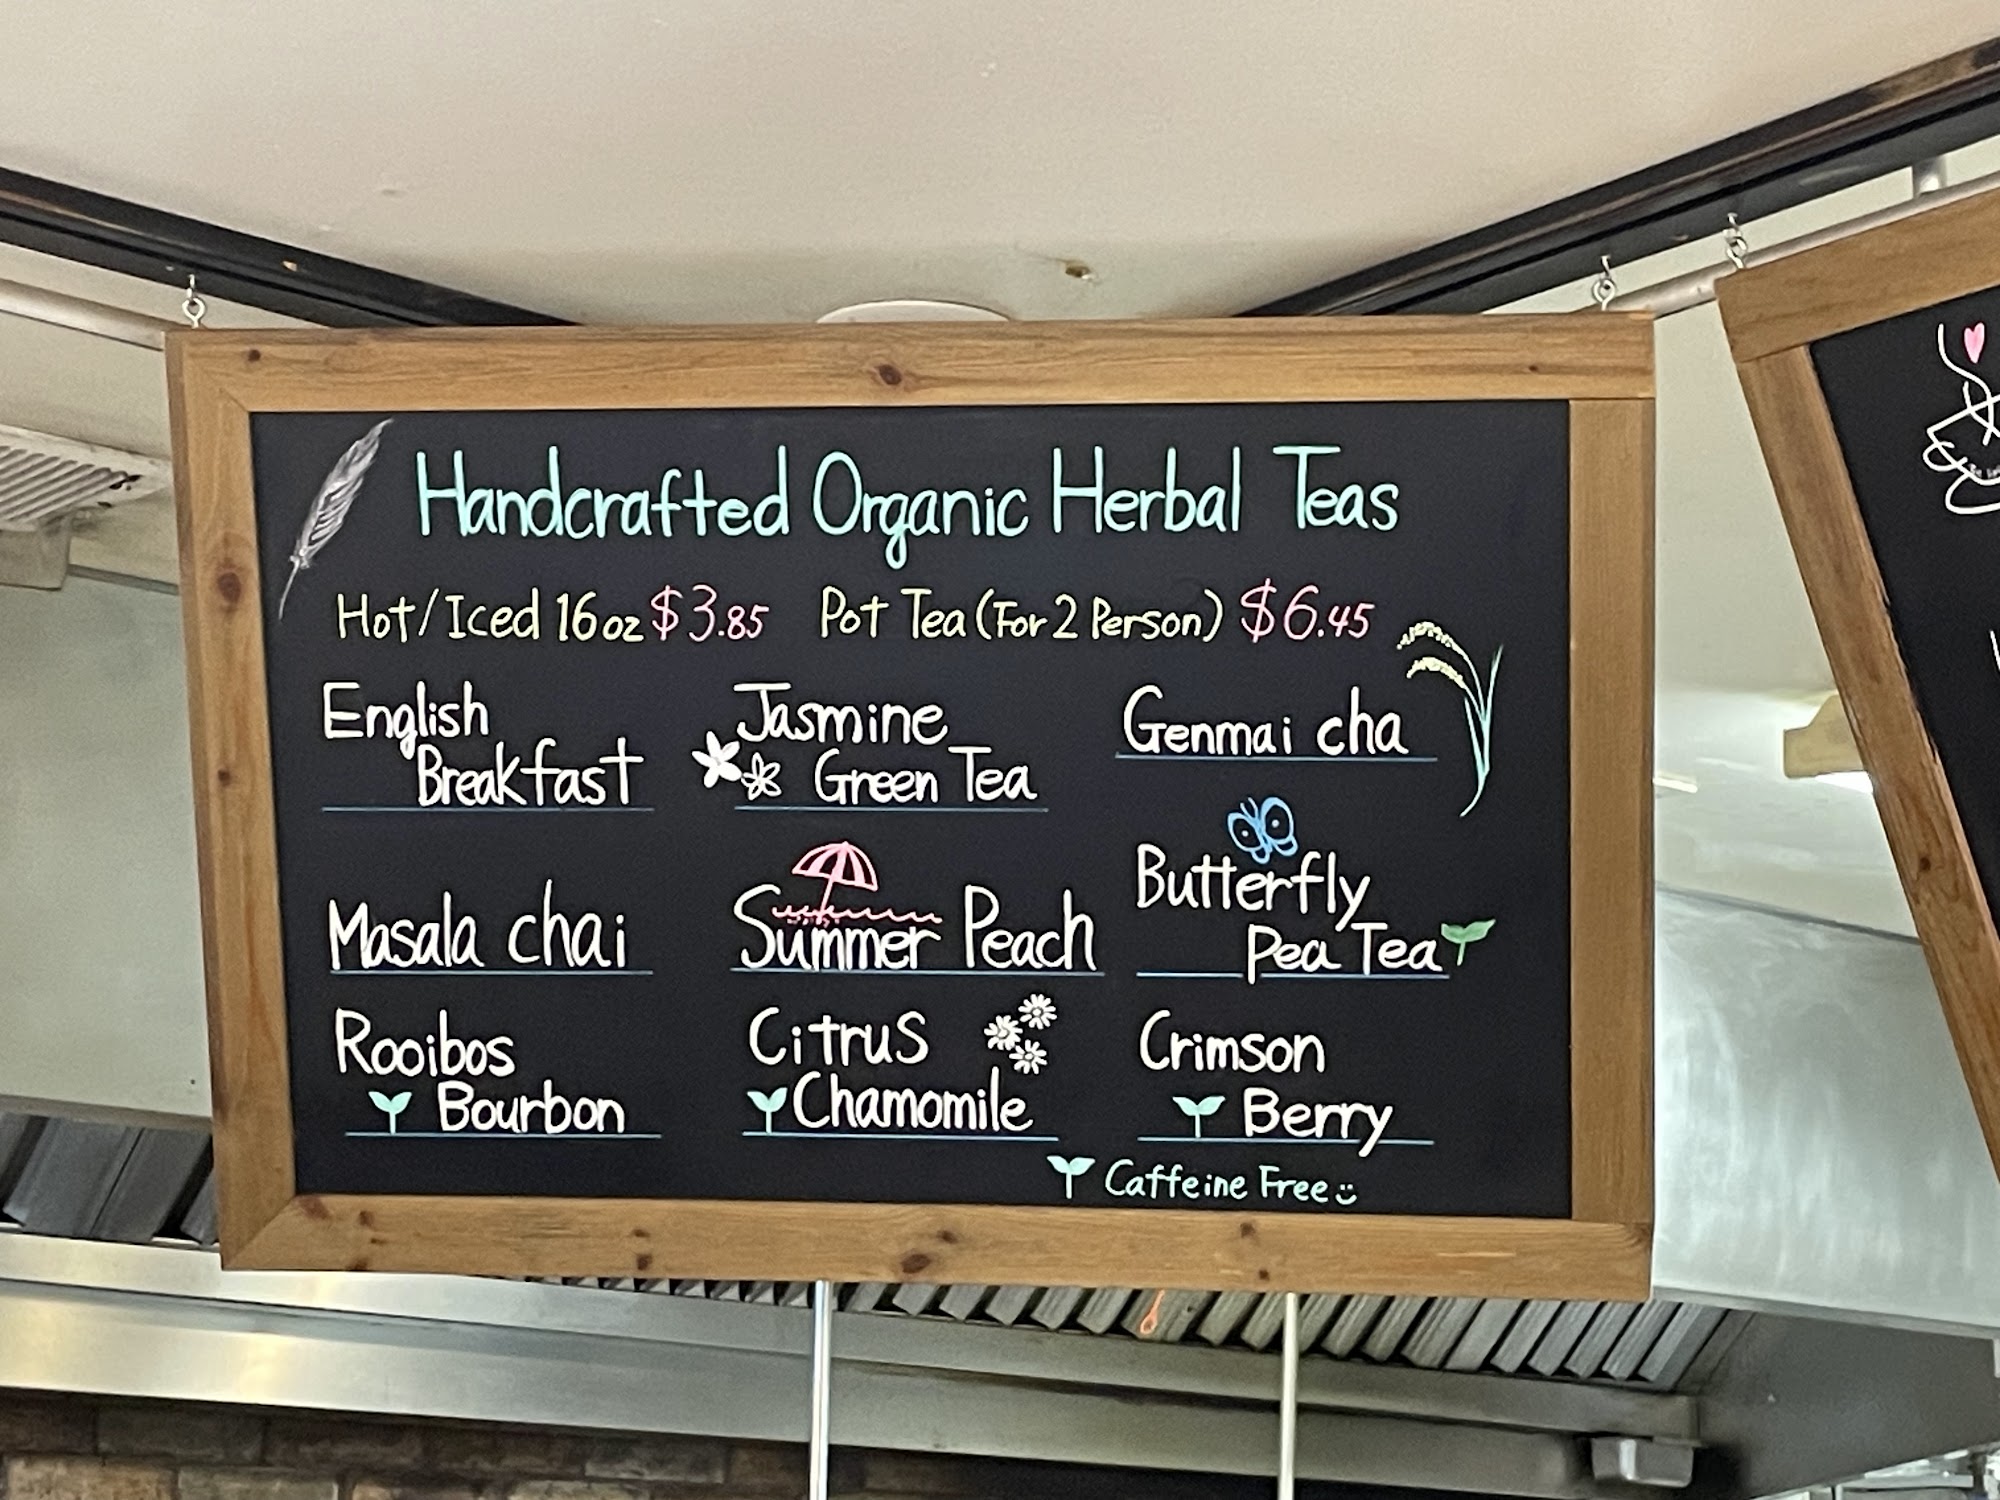 Handcrafted Organic Herbal Teas
Hot/Iced 16oz $3.85 Pot Tea (For 2 Person) $6.45
English
Breakfast
Jasmine
Green Tea
Genmai cha
Masala chai
Summer Peach
Butterfly
Pea Tea
Rooibos
Bourbon
Citrus
Chamomile
Crimson
Berry
Caffeine Free